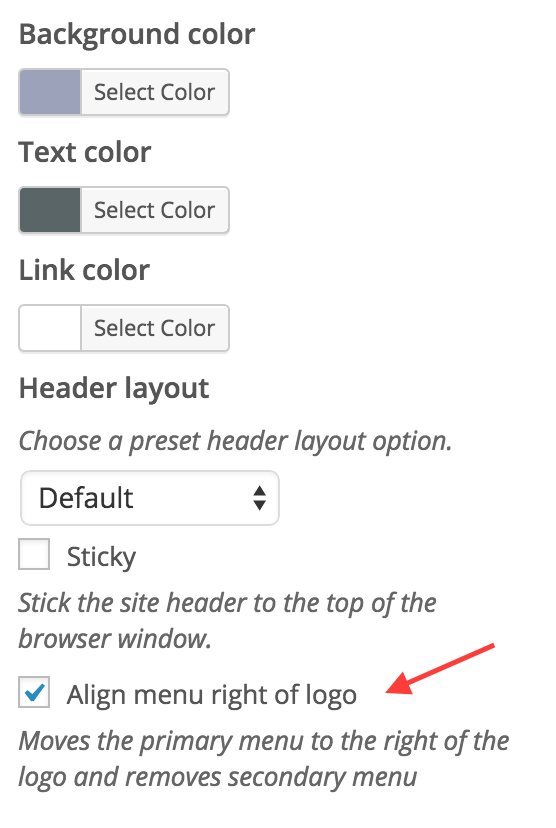 Background color
Select Color
Text color
Select Color
Link color
Select Color
Header layout
Choose a preset header layout option.
Default
Sticky
Stick the site header to the top of the
browser window.
Align menu right of logo
Moves the primary menu to the right of the
logo and removes secondary menu